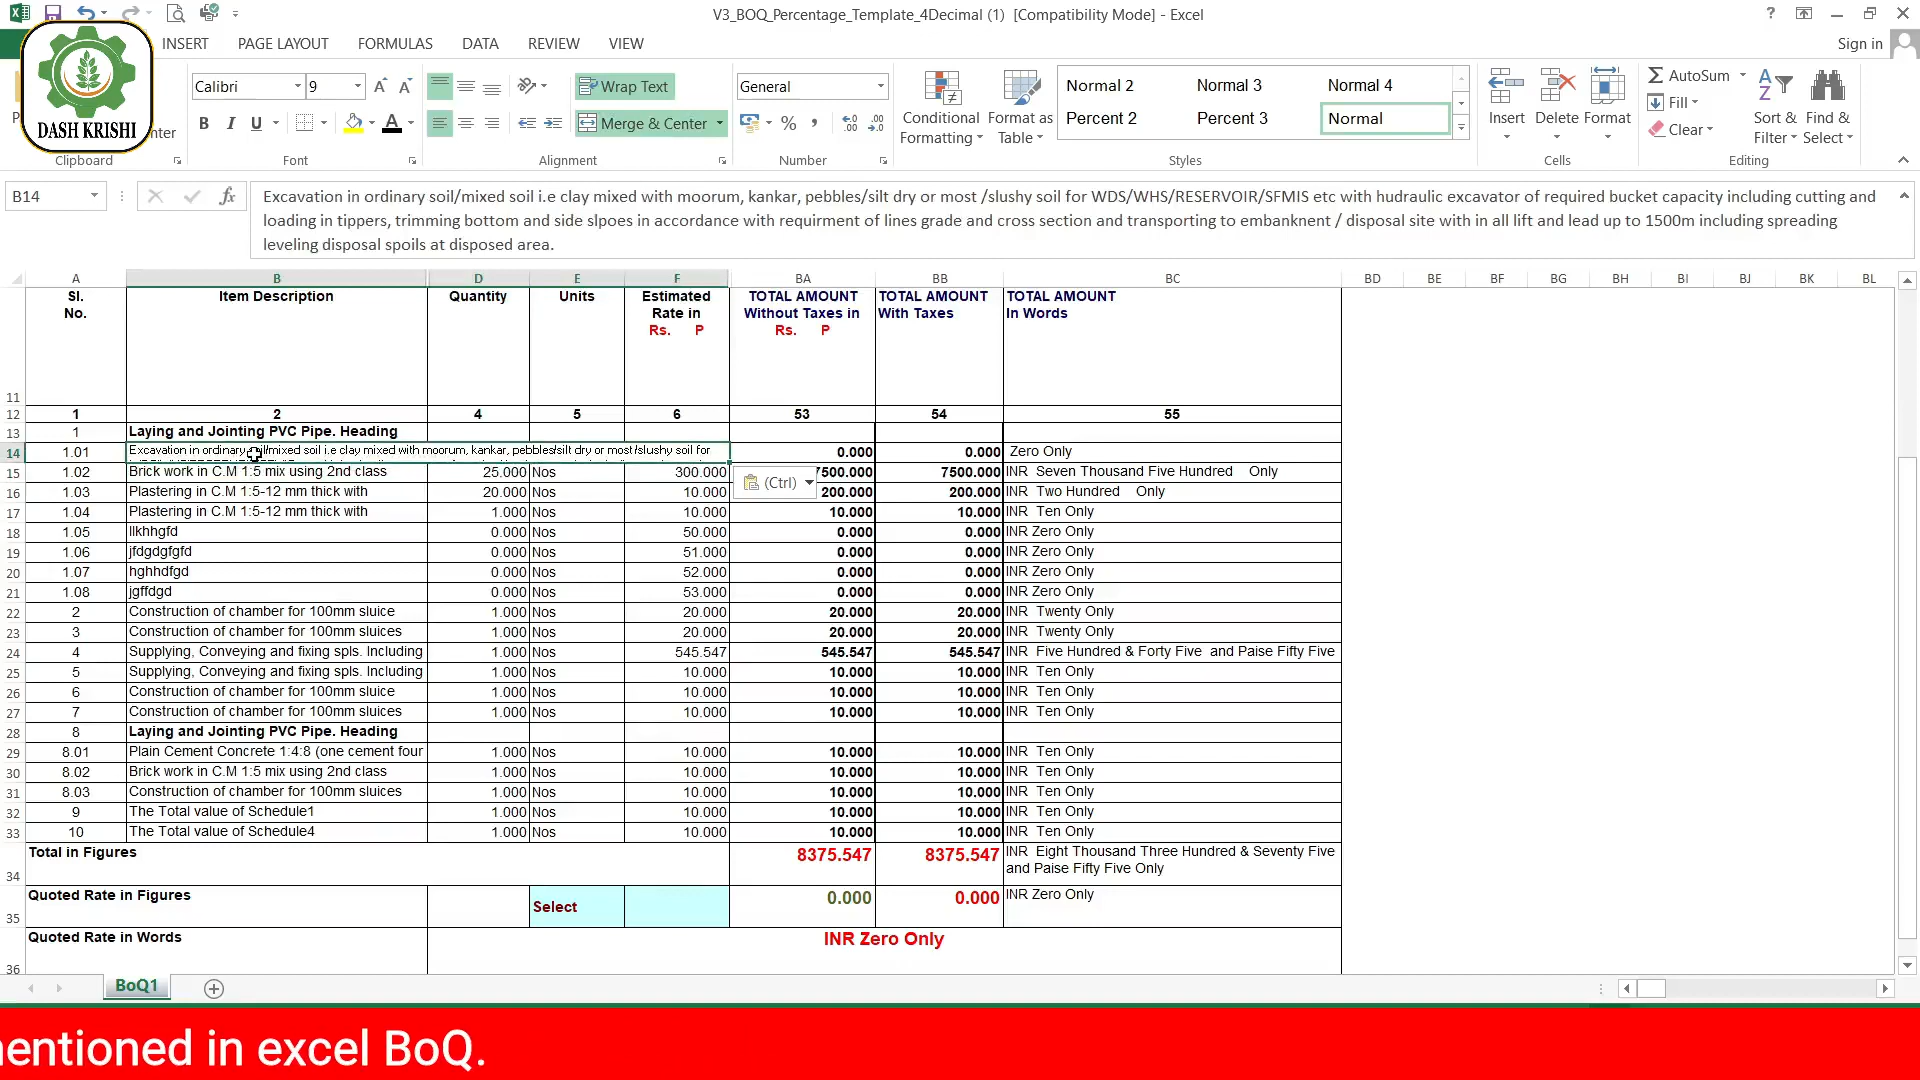 V3_BOQ_Percentage_Template_4Decimal (1) [Compatibility Mode] - Excel
? 
INSERT PAGE LAYOUT FORMULAS DATA REVIEW VIEW Sign in
DASH KRISHI
Calibri 9 Wrap Text General Normal 2 Normal 3 Normal 4 AutoSum
B I U A Merge & Center % , Conditional Formatting Format as Table Percent 2 Percent 3 Normal Insert Delete Format Fill Clear Sort & Filter Find & Select
Clipboard Font Alignment Number Styles Cells Editing
B14 fx Excavation in ordinary soil/mixed soil i.e clay mixed with moorum, kankar, pebbles/silt dry or most /slushy soil for WDS/WHS/RESERVOIR/SFMIS etc with hudraulic excavator of required bucket capacity including cutting and
loading in tippers, trimming bottom and side slpoes in accordance with requirment of lines grade and cross section and transporting to embanknent / disposal site with in all lift and lead up to 1500m including spreading
leveling disposal spoils at disposed area.
A B D E F BA BB BC BD BE BF BG BH BI BJ BK BL
Sl. Item Description Quantity Units Estimated TOTAL AMOUNT TOTAL AMOUNT TOTAL AMOUNT
No. Rate in Without Taxes in With Taxes In Words
Rs. P Rs. P
11
12 1 2 4 5 6 53 54 55
13 1 Laying and Jointing PVC Pipe. Heading
14 1.01 Excavation in ordinary soil/mixed soil i.e clay mixed with moorum, kankar, pebbles/silt dry or most /slushy soil for 0.000 0.000 Zero Only
15 1.02 Brick work in C.M 1:5 mix using 2nd class 25.000 Nos 300.000 7500.000 7500.000 INR Seven Thousand Five Hundred Only
(Ctrl)
16 1.03 Plastering in C.M 1:5-12 mm thick with 20.000 Nos 10.000 200.000 200.000 INR Two Hundred Only
17 1.04 Plastering in C.M 1:5-12 mm thick with 1.000 Nos 10.000 10.000 10.000 INR Ten Only
18 1.05 llkhhgfd 0.000 Nos 50.000 0.000 0.000 INR Zero Only
19 1.06 jfdgdgfgfd 0.000 Nos 51.000 0.000 0.000 INR Zero Only
20 1.07 hghhdfgd 0.000 Nos 52.000 0.000 0.000 INR Zero Only
21 1.08 jgffdgd 0.000 Nos 53.000 0.000 0.000 INR Zero Only
22 2 Construction of chamber for 100mm sluice 1.000 Nos 20.000 20.000 20.000 INR Twenty Only
23 3 Construction of chamber for 100mm sluices 1.000 Nos 20.000 20.000 20.000 INR Twenty Only
24 4 Supplying, Conveying and fixing spls. Including 1.000 Nos 545.547 545.547 545.547 INR Five Hundred & Forty Five and Paise Fifty Five
25 5 Supplying, Conveying and fixing spls. Including 1.000 Nos 10.000 10.000 10.000 INR Ten Only
26 6 Construction of chamber for 100mm sluice 1.000 Nos 10.000 10.000 10.000 INR Ten Only
27 7 Construction of chamber for 100mm sluices 1.000 Nos 10.000 10.000 10.000 INR Ten Only
28 8 Laying and Jointing PVC Pipe. Heading
29 8.01 Plain Cement Concrete 1:4:8 (one cement four 1.000 Nos 10.000 10.000 10.000 INR Ten Only
30 8.02 Brick work in C.M 1:5 mix using 2nd class 1.000 Nos 10.000 10.000 10.000 INR Ten Only
31 8.03 Construction of chamber for 100mm sluices 1.000 Nos 10.000 10.000 10.000 INR Ten Only
32 9 The Total value of Schedule1 1.000 Nos 10.000 10.000 10.000 INR Ten Only
33 10 The Total value of Schedule4 1.000 Nos 10.000 10.000 10.000 INR Ten Only
34 Total in Figures 8375.547 8375.547 INR Eight Thousand Three Hundred & Seventy Five
and Paise Fifty Five Only
35 Quoted Rate in Figures Select 0.000 0.000 INR Zero Only
36 Quoted Rate in Words INR Zero Only
BoQ1
mentioned in excel BoQ.